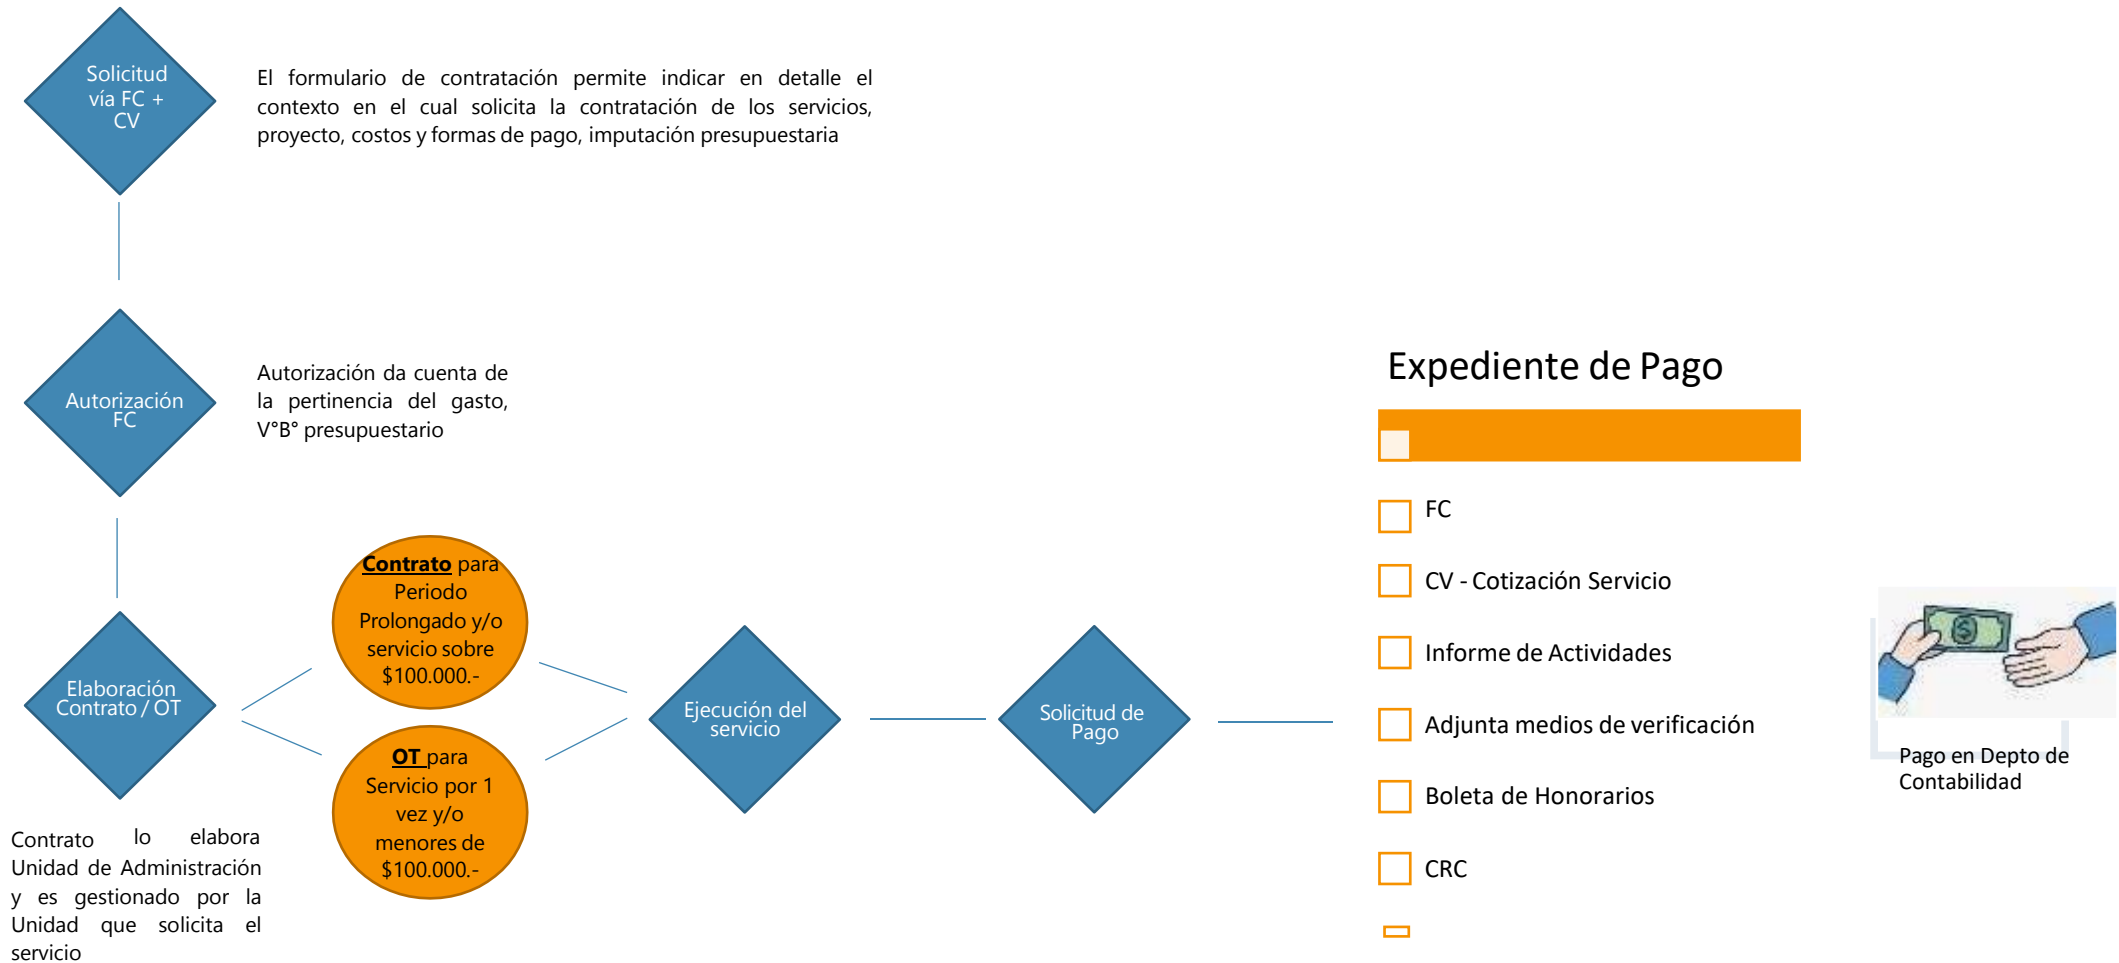 Solicitud
vía FC +
CV
El formulario de contratación permite indicar en detalle el
contexto en el cual solicita la contratación de los servicios,
proyecto, costos y formas de pago, imputación presupuestaria
Autorización
FC
Autorización da cuenta de
la pertinencia del gasto,
V°B° presupuestario
Elaboración
Contrato / OT
Contrato lo elabora
Unidad de Administración
y es gestionado por la
Unidad que solicita el
servicio
Contrato para
Periodo
Prolongado y/o
servicio sobre
$100.000.-
OT para
Servicio por 1
vez y/o
menores de
$100.000.-
Ejecución del
servicio
Solicitud de
Pago
Expediente de Pago
FC
CV - Cotización Servicio
Informe de Actividades
Adjunta medios de verificación
Boleta de Honorarios
CRC
$
Pago en Depto de
Contabilidad